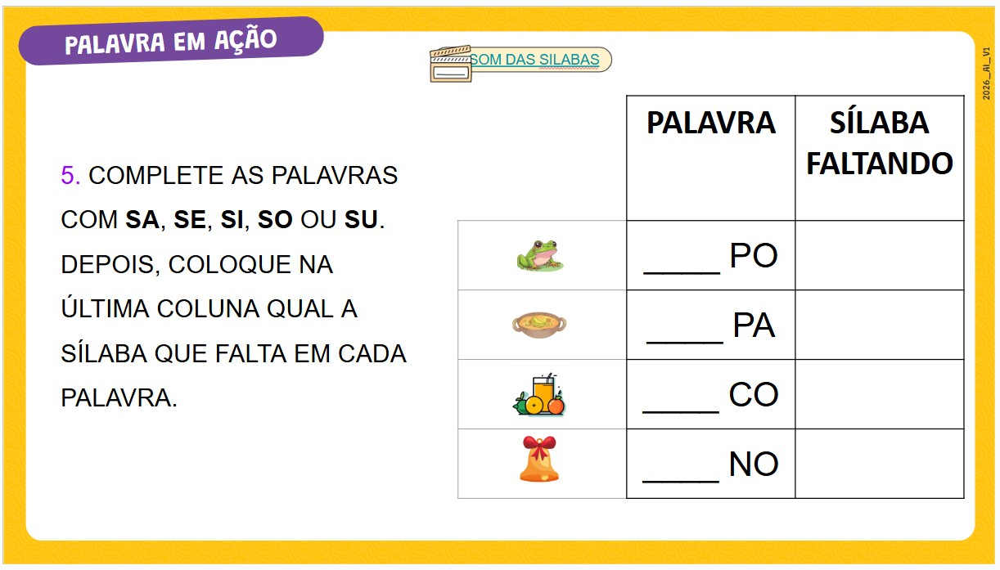 PALAVRA EM AÇÃO
SOM DAS SILABAS
2026_AI_V1
5. COMPLETE AS PALAVRAS
COM SA, SE, SI, SO OU SU.
DEPOIS, COLOQUE NA
ÚLTIMA COLUNA QUAL A
SÍLABA QUE FALTA EM CADA
PALAVRA.
PALAVRA
SÍLABA
FALTANDO
____ PO
____ PA
____ CO
____ NO